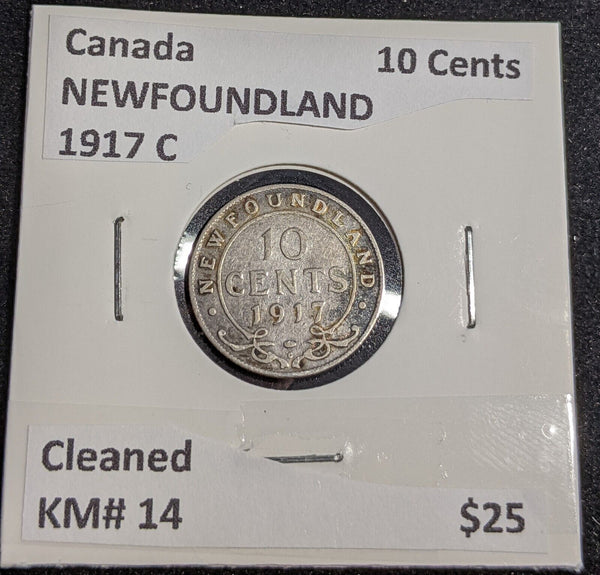 Canada 10 Cents
NEWFOUNDLAND
1917 C
NEWFOUNDLAND
10
CENTS
1917
C
Cleaned
KM# 14 $25